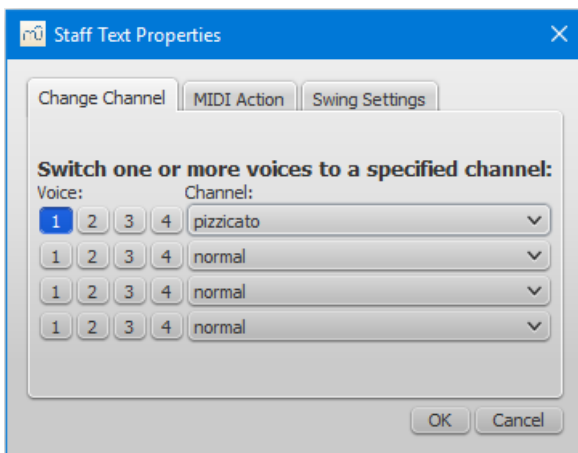 Staff Text Properties
Change Channel MIDI Action Swing Settings
Switch one or more voices to a specified channel:
Voice: Channel:
1 2 3 4 pizzicato
1 2 3 4 normal
1 2 3 4 normal
1 2 3 4 normal
OK Cancel